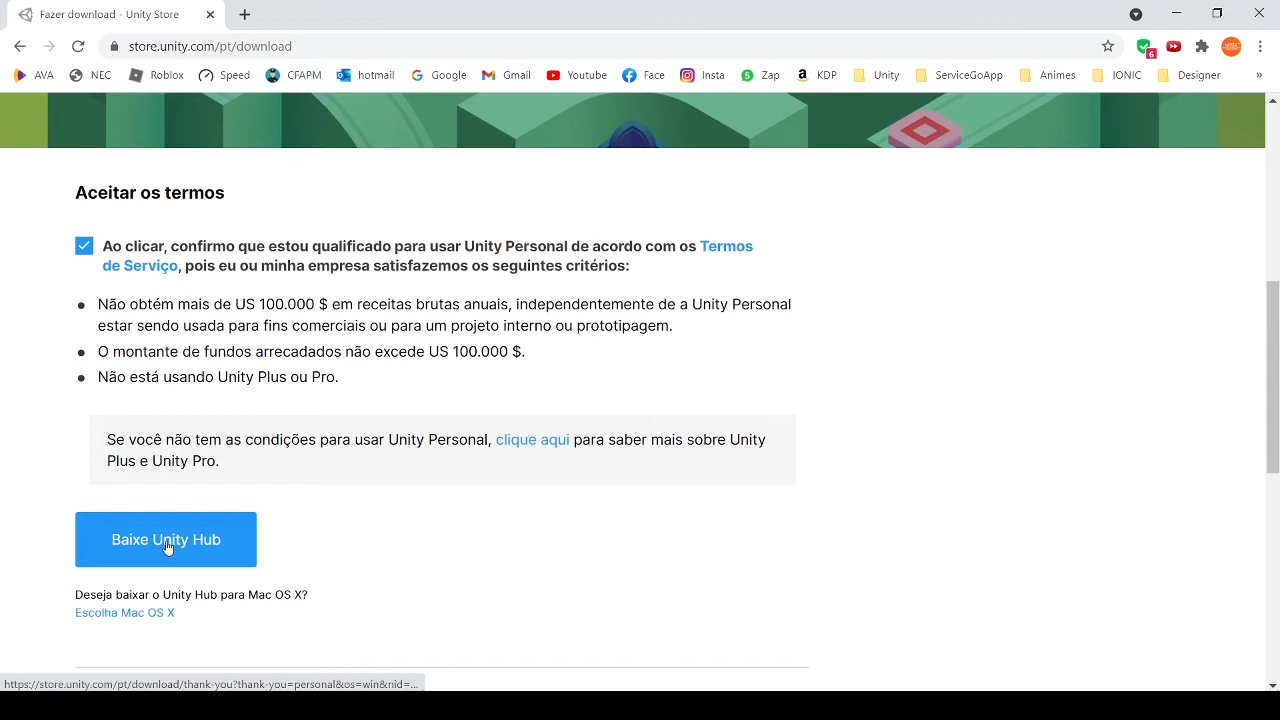 Fazer download - Unity Store
store.unity.com/pt/download
6
AVA NEC Roblox Speed CFAPM hotmail Google Gmail Youtube Face Insta Zap KDP Unity ServiceGoApp Animes IONIC Designer »
Aceitar os termos
Ao clicar, confirmo que estou qualificado para usar Unity Personal de acordo com os Termos
de Serviço, pois eu ou minha empresa satisfazemos os seguintes critérios:
• Não obtém mais de US 100.000 $ em receitas brutas anuais, independentemente de a Unity Personal
estar sendo usada para fins comerciais ou para um projeto interno ou prototipagem.
• O montante de fundos arrecadados não excede US 100.000 $.
• Não está usando Unity Plus ou Pro.
Se você não tem as condições para usar Unity Personal, clique aqui para saber mais sobre Unity
Plus e Unity Pro.
Baixe Unity Hub
Deseja baixar o Unity Hub para Mac OS X?
Escolha Mac OS X
https://store.unity.com/pt/download/thank-you?thank-you=personal&os=win&nid=...